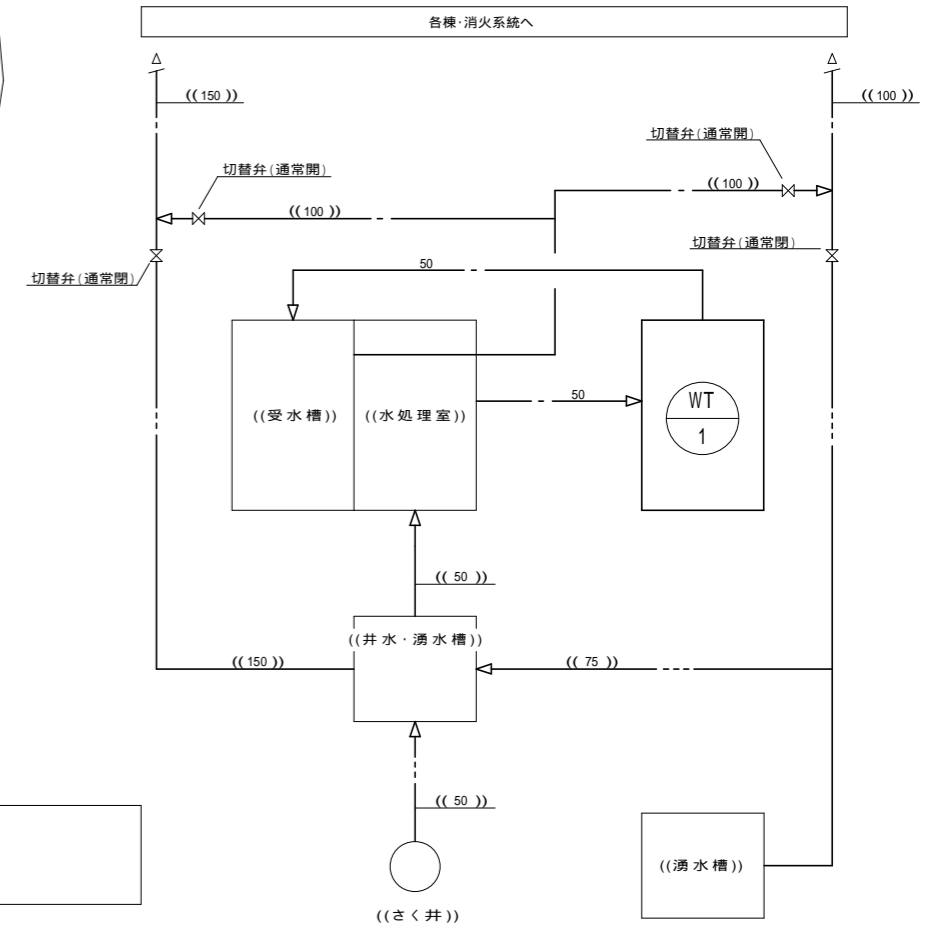 各棟・消火系統へ
((150))
((100))
切替弁(通常開)
切替弁(通常開)
((100))
((100))
切替弁(通常閉)
切替弁(通常閉)
50
((受水槽))
((水処理室))
50
WT
1
((50))
((井水・湧水槽))
((150))
((75))
((50))
((湧水槽))
((さく井))